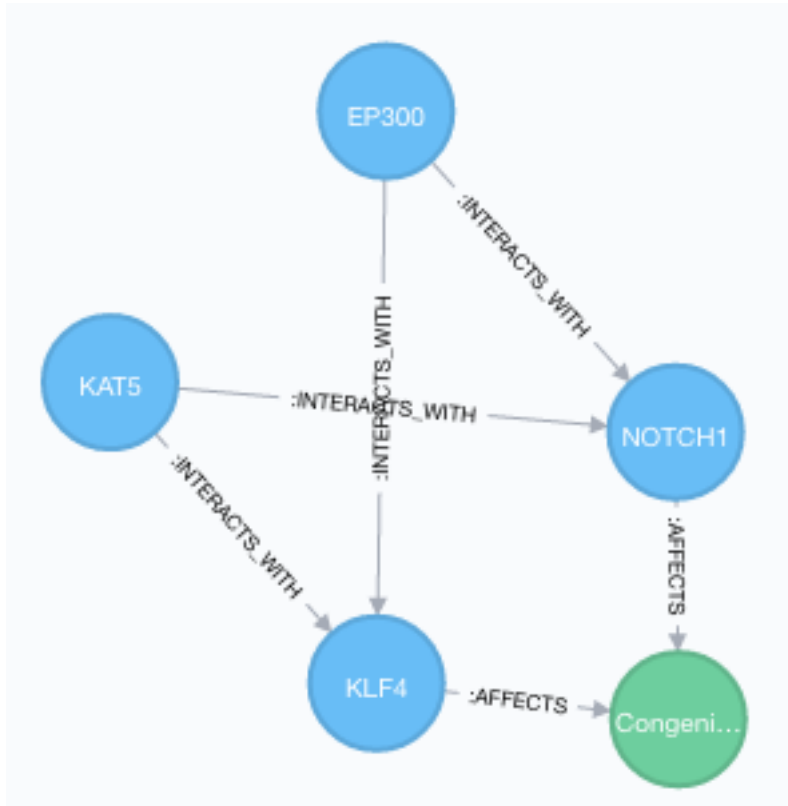 EP300
:INTERACTS_WITH
:INTERACTS_WITH
KAT5
:INTERACTS_WITH
NOTCH1
:INTERACTS_WITH
:AFFECTS
KLF4
:AFFECTS
Congeni...